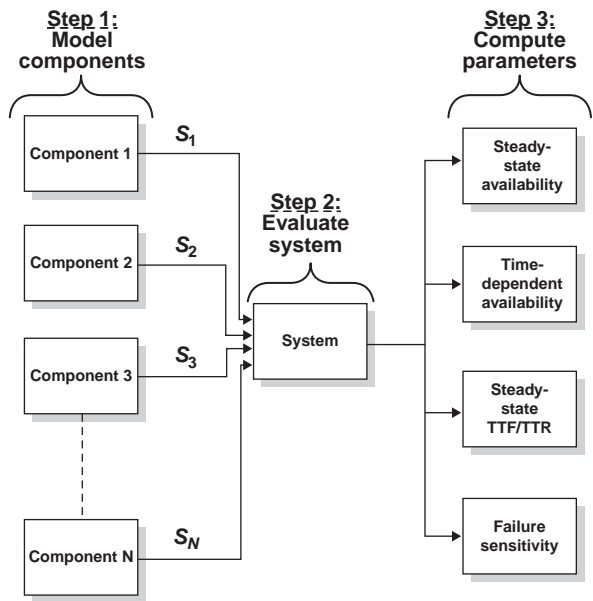 Step 1:
Model
components
Component 1
S1
Component 2
S2
Component 3
S3
Component N
SN
Step 2:
Evaluate
system
System
Step 3:
Compute
parameters
Steady-
state
availability
Time-
dependent
availability
Steady-
state
TTF/TTR
Failure
sensitivity